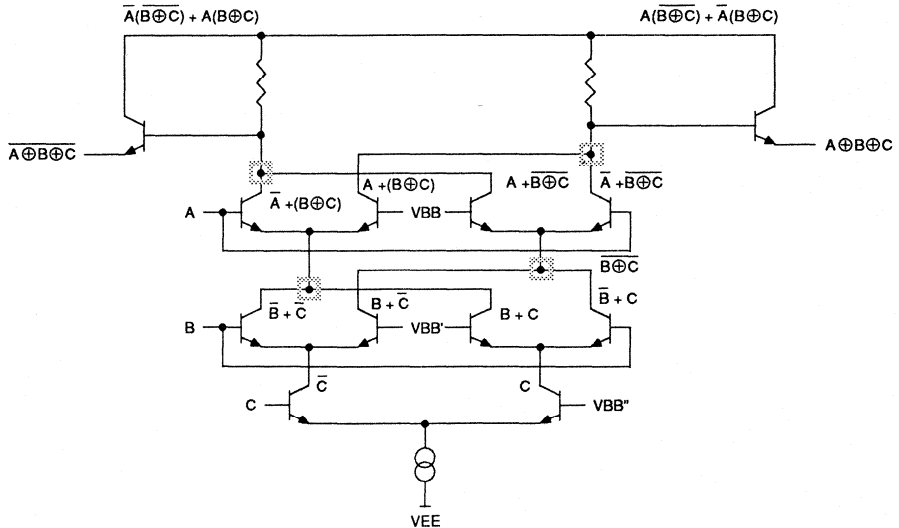 A̅(B̅⊕̅C̅) + A(B⊕C)
A(B̅⊕̅C̅) + A̅(B⊕C)
A̅⊕̅B̅⊕̅C̅
A⊕B⊕C
A̅ +(B⊕C)
A +(B⊕C)
A +B̅⊕̅C̅
A̅ +B̅⊕̅C̅
A
VBB
B̅⊕̅C̅
B̅ + C̅
B + C̅
B + C
B̅ + C
B
VBB'
C̅
C
C
VBB"
VEE